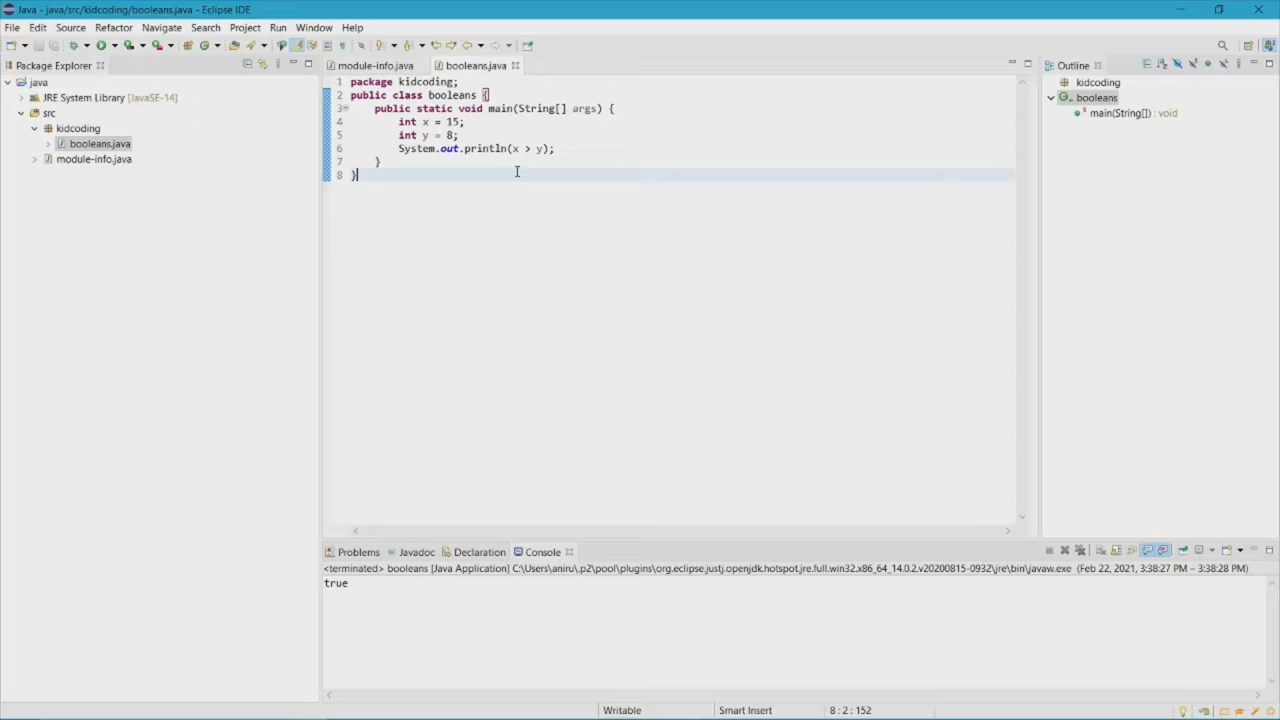 Java - java/src/kidcoding/booleans.java - Eclipse IDE
File Edit Source Refactor Navigate Search Project Run Window Help
Package Explorer
java
JRE System Library [JavaSE-14]
src
kidcoding
booleans.java
module-info.java
module-info.java booleans.java
1 package kidcoding;
2 public class booleans {
3 public static void main(String[] args) {
4 int x = 15;
5 int y = 8;
6 System.out.println(x > y);
7 }
8 }
Outline
kidcoding
booleans
main(String[]) : void
Problems Javadoc Declaration Console
<terminated> booleans [Java Application] C:\Users\aniru\.p2\pool\plugins\org.eclipse.justj.openjdk.hotspot.jre.full.win32.x86_64_14.0.2.v20200815-0932\jre\bin\javaw.exe (Feb 22, 2021, 3:38:27 PM – 3:38:28 PM)
true
Writable Smart Insert 8 : 2 : 152